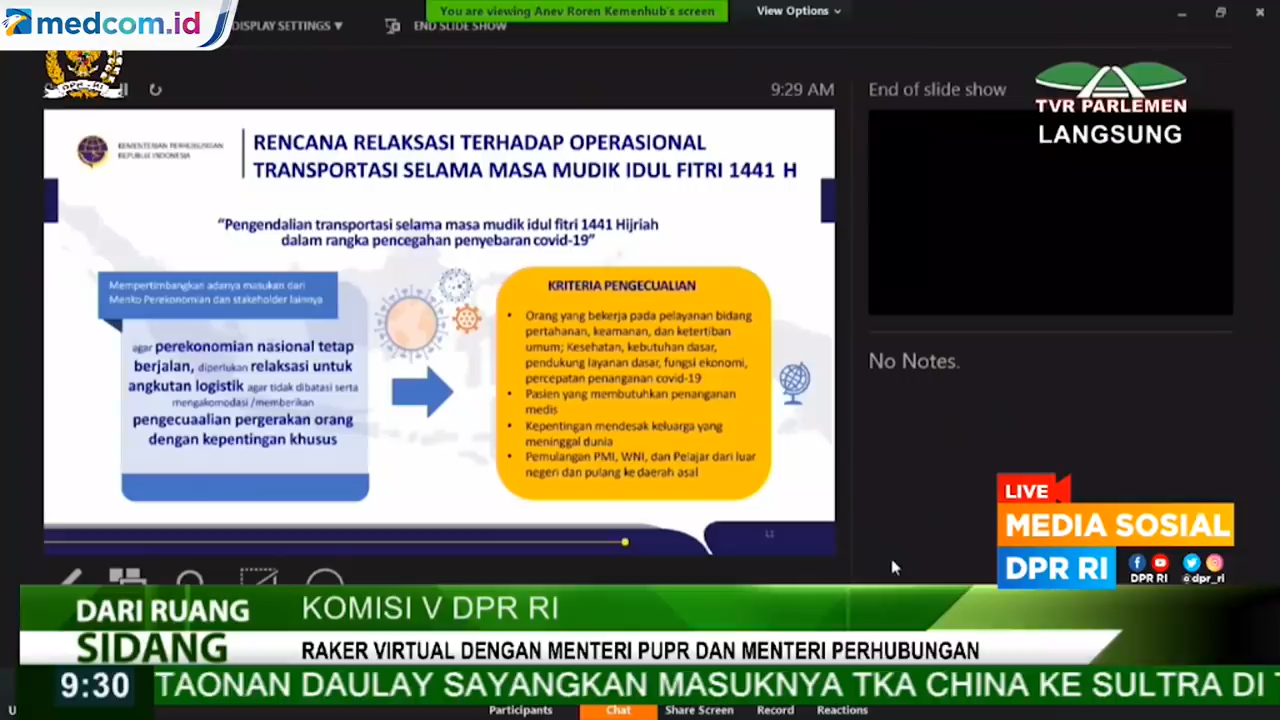 medcom.id
DISPLAY SETTINGS ▼
END SLIDE SHOW
You are viewing Anev Roren Kemenhub's screen
View Options
DPR-RI
9:29 AM
End of slide show
TVR PARLEMEN
LANGSUNG
KEMENTERIAN PERHUBUNGAN
REPUBLIK INDONESIA
RENCANA RELAKSASI TERHADAP OPERASIONAL
TRANSPORTASI SELAMA MASA MUDIK IDUL FITRI 1441 H
“Pengendalian transportasi selama masa mudik idul fitri 1441 Hijriah
dalam rangka pencegahan penyebaran covid-19”
Mempertimbangkan adanya masukan dari
Menko Perekonomian dan stakeholder lainnya
agar perekonomian nasional tetap
berjalan, diperlukan relaksasi untuk
angkutan logistik agar tidak dibatasi serta
mengakomodasi /memberikan
pengecuaalian pergerakan orang
dengan kepentingan khusus
KRITERIA PENGECUALIAN
• Orang yang bekerja pada pelayanan bidang
pertahanan, keamanan, dan ketertiban
umum; Kesehatan, kebutuhan dasar,
pendukung layanan dasar, fungsi ekonomi,
percepatan penanganan covid-19
• Pasien yang membutuhkan penanganan
medis
• Kepentingan mendesak keluarga yang
meninggal dunia
• Pemulangan PMI, WNI, dan Pelajar dari luar
negeri dan pulang ke daerah asal
No Notes.
LIVE
MEDIA SOSIAL
DPR RI
DPR RI
@dpr_ri
DARI RUANG
SIDANG
KOMISI V DPR RI
RAKER VIRTUAL DENGAN MENTERI PUPR DAN MENTERI PERHUBUNGAN
9:30
TAONAN DAULAY SAYANGKAN MASUKNYA TKA CHINA KE SULTRA DI
Participants
Chat
Share Screen
Record
Reactions